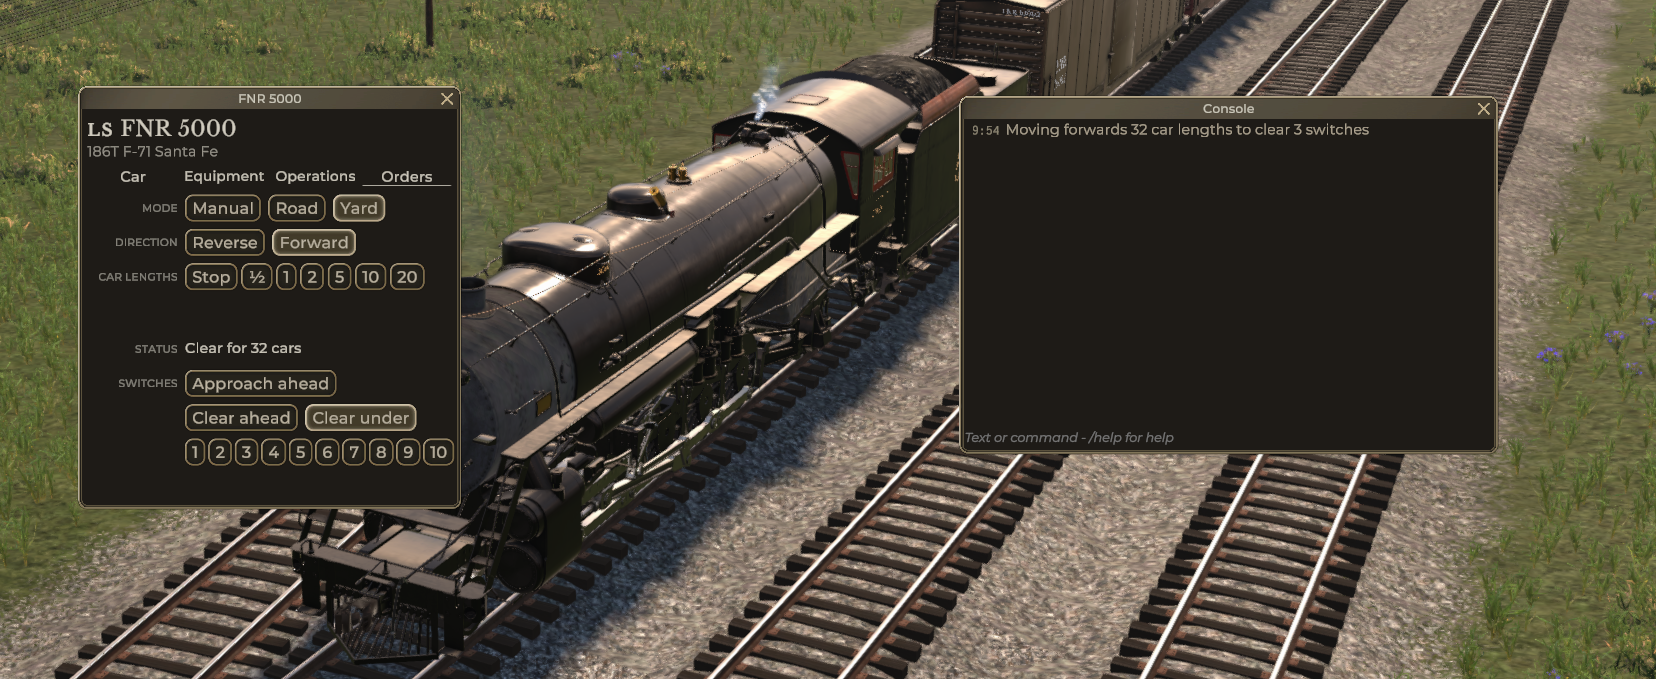 FNR 5000
LS FNR 5000
186T F-71 Santa Fe
Car Equipment Operations Orders
MODE Manual Road Yard
DIRECTION Reverse Forward
CAR LENGTHS Stop ½ 1 2 5 10 20
STATUS Clear for 32 cars
SWITCHES Approach ahead
Clear ahead Clear under
1 2 3 4 5 6 7 8 9 10
Console
9:54 Moving forwards 32 car lengths to clear 3 switches
Text or command - /help for help